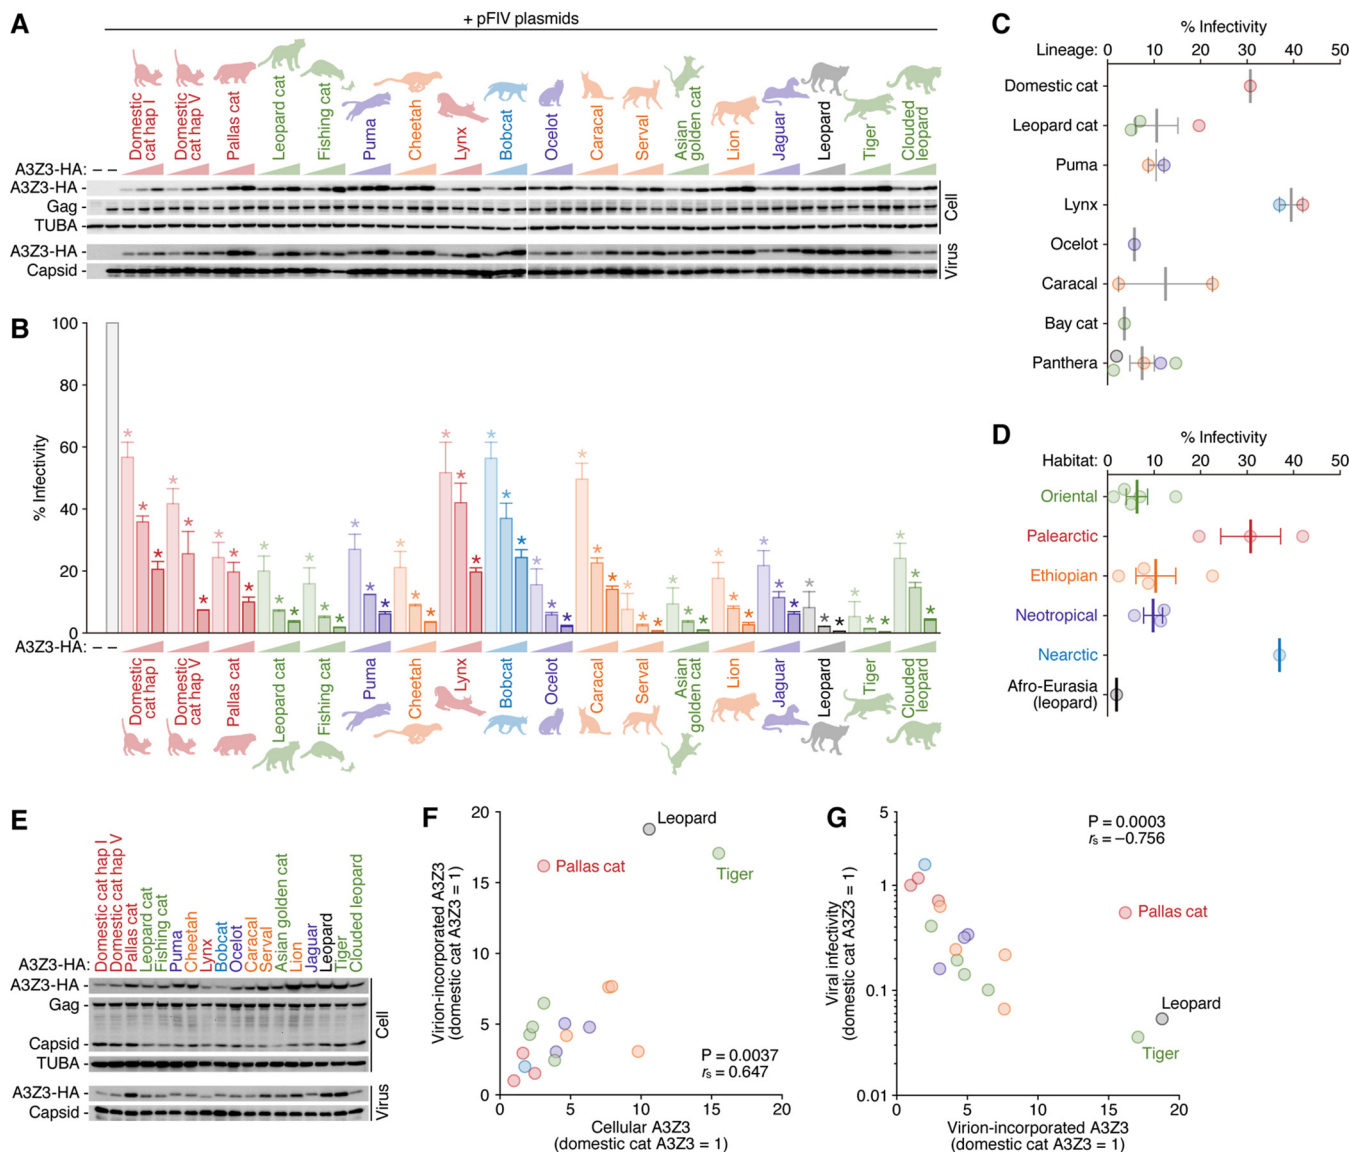 A
+ pFIV plasmids
Domestic
cat hap I
Domestic
cat hap V
Pallas cat
Leopard cat
Fishing cat
Puma
Cheetah
Lynx
Bobcat
Ocelot
Caracal
Serval
Asian
golden cat
Lion
Jaguar
Leopard
Tiger
Clouded
leopard
A3Z3-HA: – –
A3Z3-HA -
Gag -
TUBA -
Cell
A3Z3-HA -
Capsid -
Virus
B
% Infectivity
100
80
60
40
20
0
* * * * * * * * * * * * * * * * * * * * * * * * * * * * * * * * * * * * * * * * * * * * * * * * * * * * * *
A3Z3-HA: – –
Domestic
cat hap I
Domestic
cat hap V
Pallas cat
Leopard cat
Fishing cat
Puma
Cheetah
Lynx
Bobcat
Ocelot
Caracal
Serval
Asian
golden cat
Lion
Jaguar
Leopard
Tiger
Clouded
leopard
C
% Infectivity
Lineage: 0 10 20 30 40 50
Domestic cat
Leopard cat
Puma
Lynx
Ocelot
Caracal
Bay cat
Panthera
D
% Infectivity
Habitat: 0 10 20 30 40 50
Oriental
Palearctic
Ethiopian
Neotropical
Nearctic
Afro-Eurasia
(leopard)
E
A3Z3-HA:
Domestic cat hap I
Domestic cat hap V
Pallas cat
Leopard cat
Fishing cat
Puma
Cheetah
Lynx
Bobcat
Ocelot
Caracal
Serval
Asian golden cat
Lion
Jaguar
Leopard
Tiger
Clouded leopard
A3Z3-HA -
Gag -
Capsid -
TUBA -
Cell
A3Z3-HA -
Capsid -
Virus
F
Virion-incorporated A3Z3
(domestic cat A3Z3 = 1)
20
15
10
5
0
Leopard
Pallas cat
Tiger
P = 0.0037
rs = 0.647
0 5 10 15 20
Cellular A3Z3
(domestic cat A3Z3 = 1)
G
Viral infectivity
(domestic cat A3Z3 = 1)
5
1
0.1
0.01
P = 0.0003
rs = −0.756
Pallas cat
Leopard
Tiger
0 5 10 15 20
Virion-incorporated A3Z3
(domestic cat A3Z3 = 1)